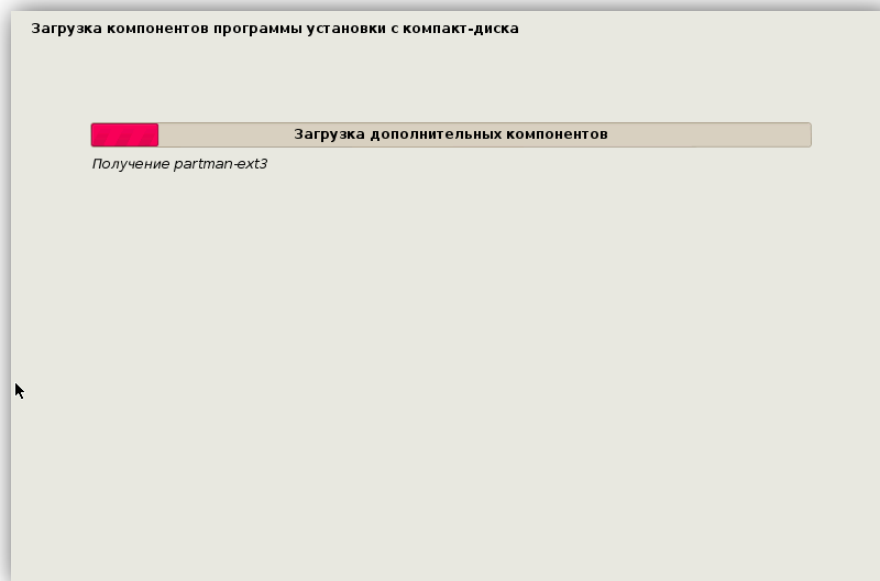 Загрузка компонентов программы установки с компакт-диска
Загрузка дополнительных компонентов
Получение partman-ext3